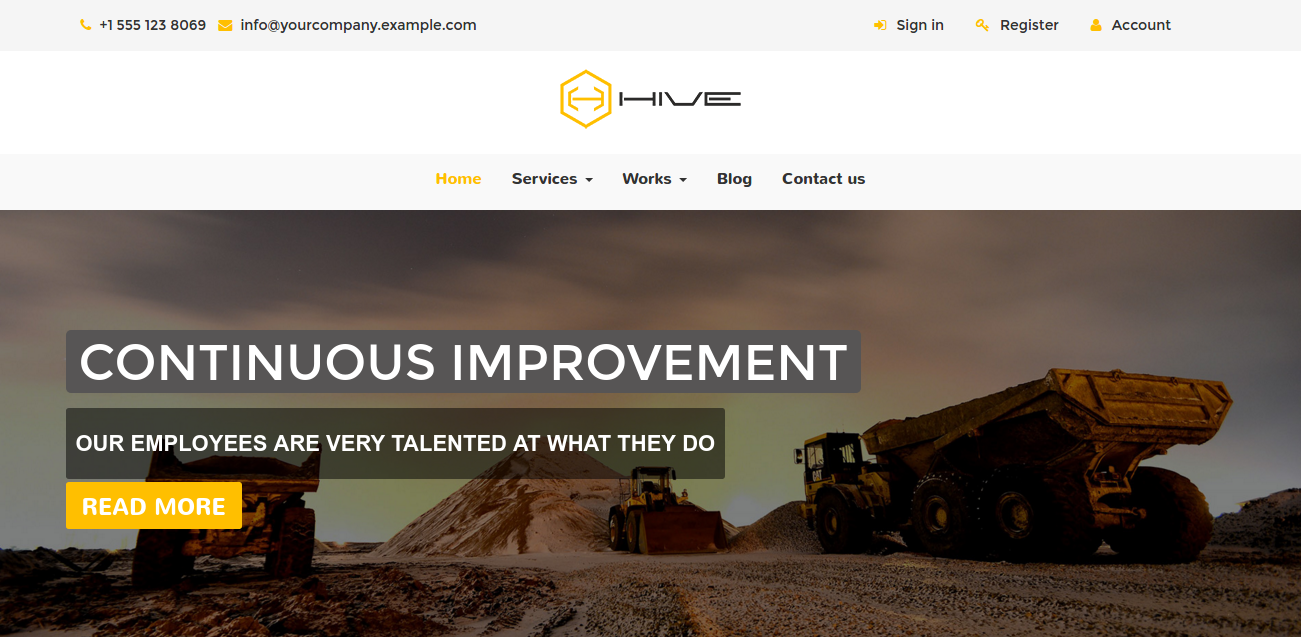 +1 555 123 8069 info@yourcompany.example.com Sign in Register Account
HIVE
Home Services Works Blog Contact us
CONTINUOUS IMPROVEMENT
OUR EMPLOYEES ARE VERY TALENTED AT WHAT THEY DO
CAT
READ MORE